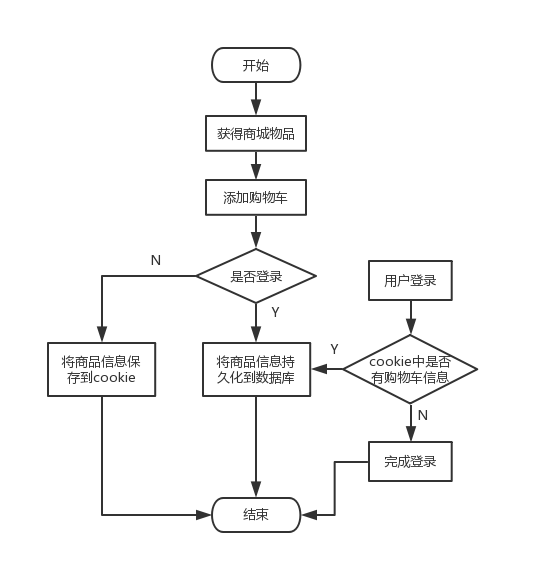 开始
获得商城物品
添加购物车
是否登录
N
Y
用户登录
将商品信息保
存到cookie
将商品信息持
久化到数据库
Y
cookie中是否
有购物车信息
N
完成登录
结束